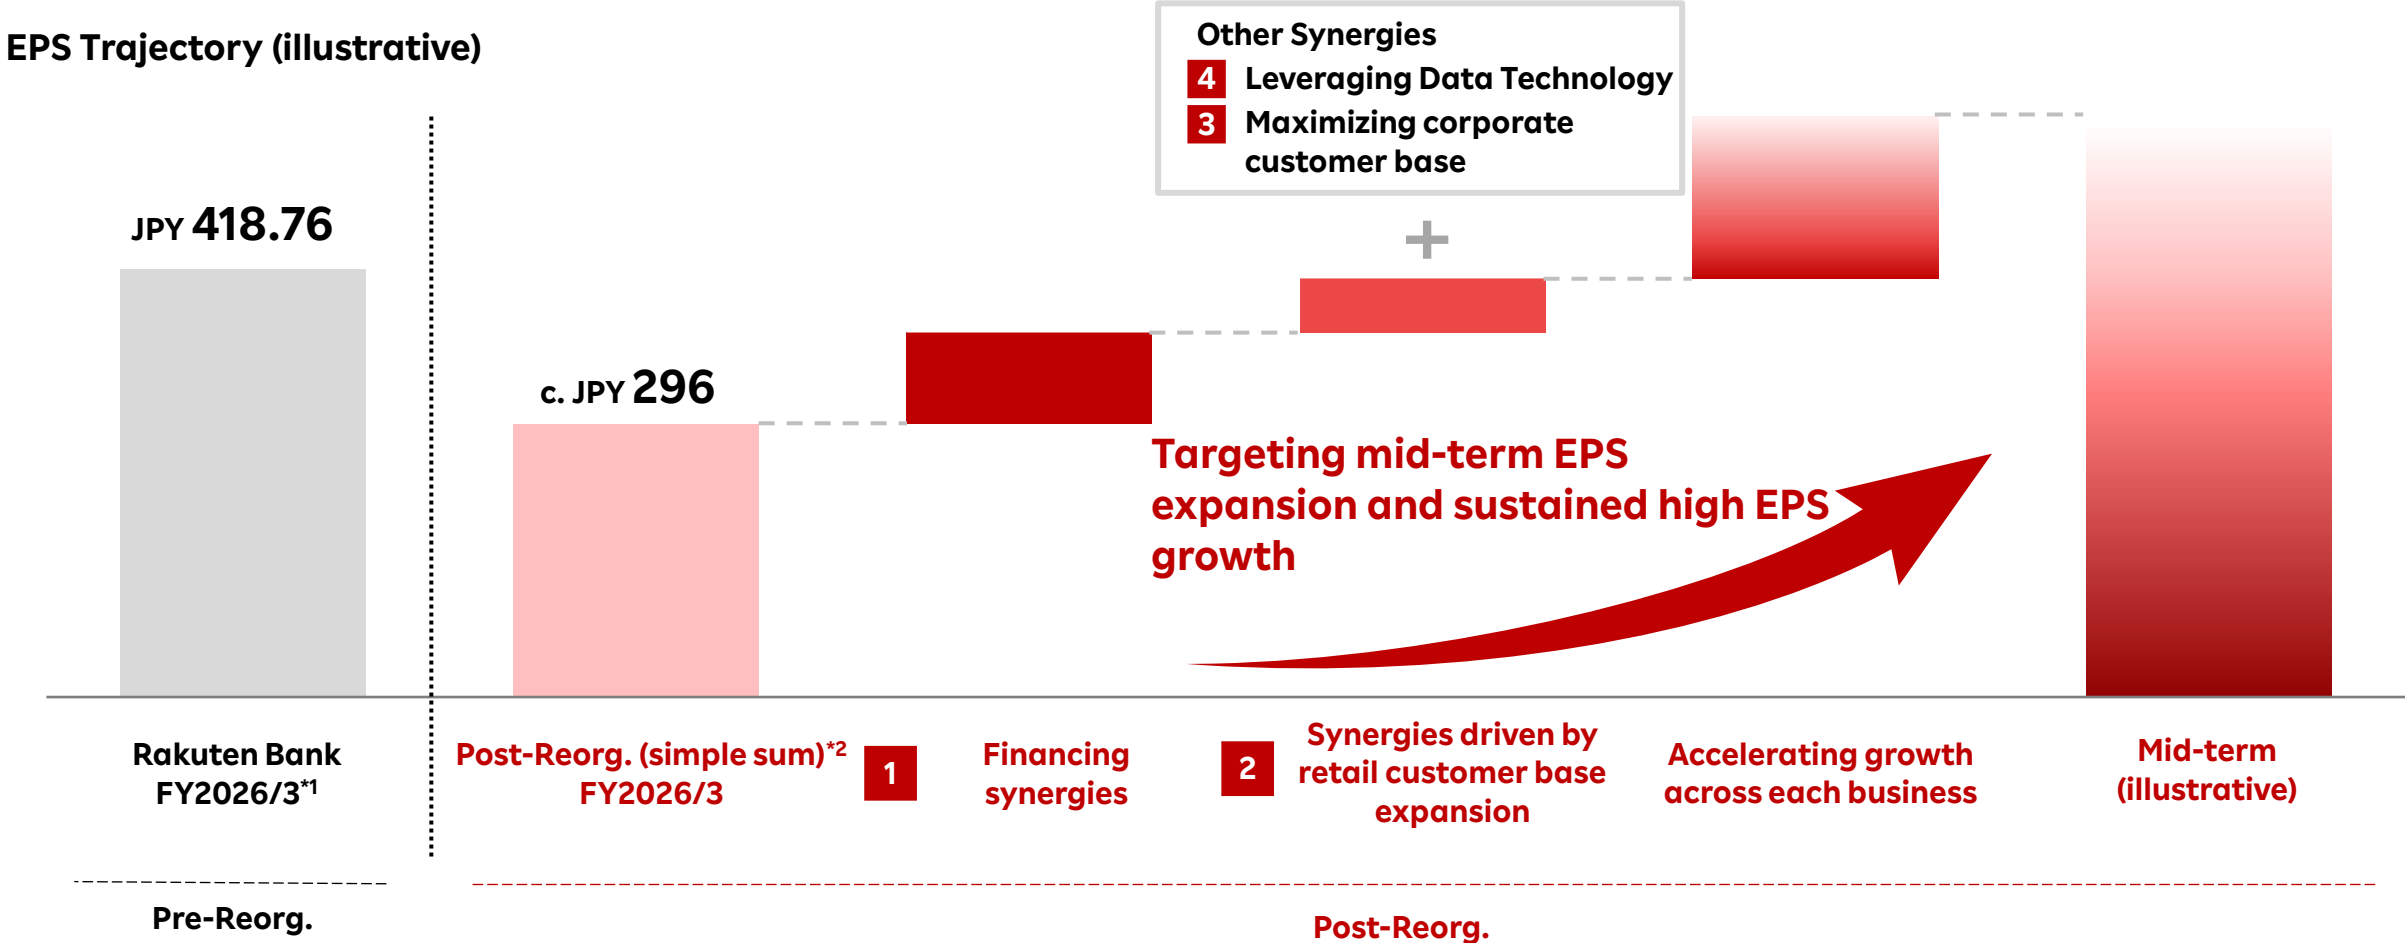 EPS Trajectory (illustrative)
Other Synergies
4 Leveraging Data Technology
3 Maximizing corporate
customer base
JPY 418.76
+
c. JPY 296
Targeting mid-term EPS
expansion and sustained high EPS
growth
Rakuten Bank
FY2026/3*1
Post-Reorg. (simple sum)*2
FY2026/3
1 Financing
synergies
2 Synergies driven by
retail customer base
expansion
Accelerating growth
across each business
Mid-term
(illustrative)
Pre-Reorg.
Post-Reorg.